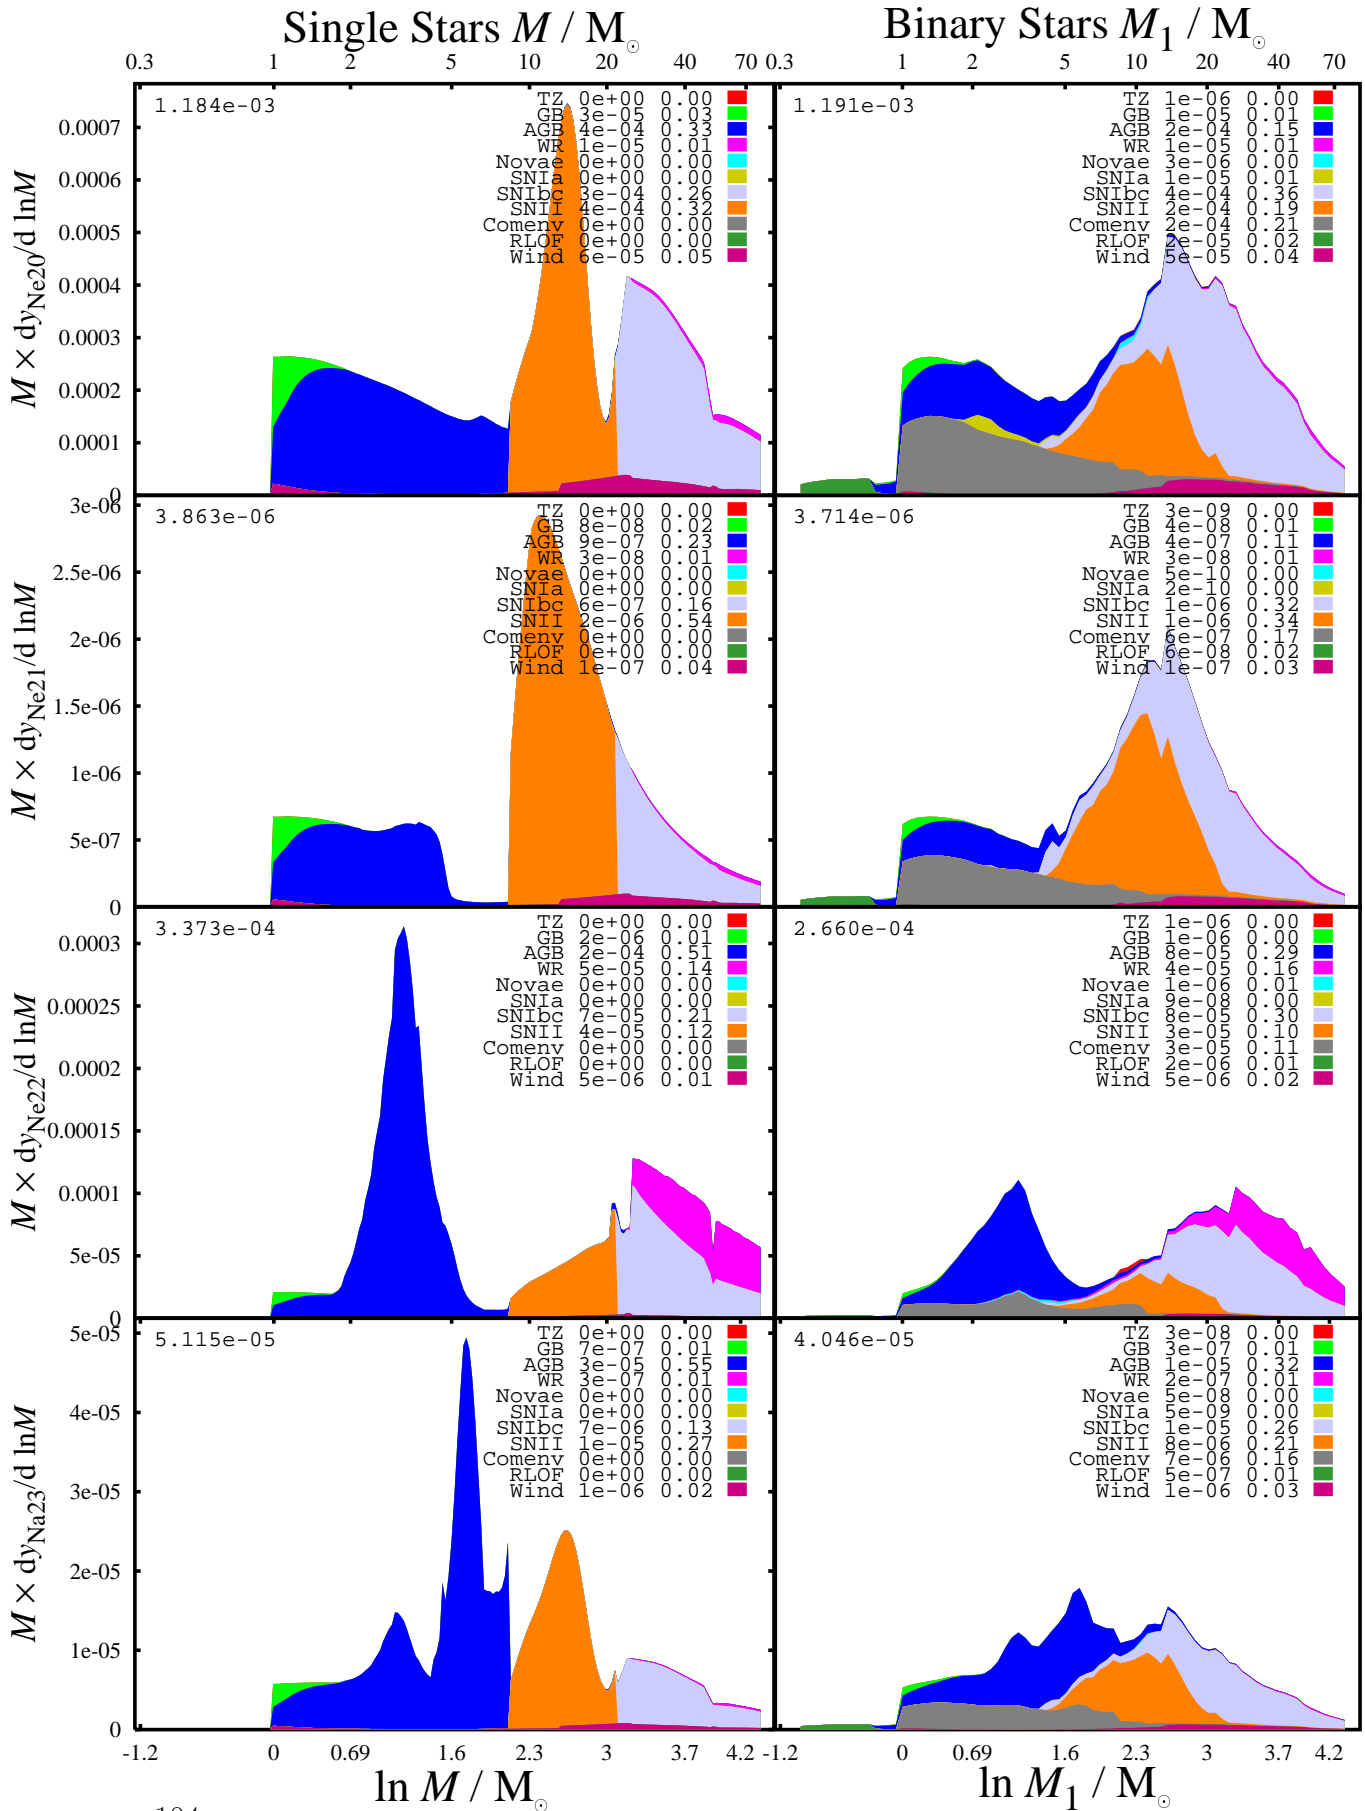 Single Stars M / M☉
Binary Stars M1 / M☉
0.3 1 2 5 10 20 40 70
0.3 1 2 5 10 20 40 70
M × dyNe20/d lnM
0.0007
0.0006
0.0005
0.0004
0.0003
0.0002
0.0001
0
1.184e-03
TZ 0e+00 0.00
GB 3e-05 0.03
AGB 4e-04 0.33
WR 1e-05 0.01
Novae 0e+00 0.00
SNIa 0e+00 0.00
SNIbc 3e-04 0.26
SNII 4e-04 0.32
Comenv 0e+00 0.00
RLOF 0e+00 0.00
Wind 6e-05 0.05
1.191e-03
TZ 1e-06 0.00
GB 1e-05 0.01
AGB 2e-04 0.15
WR 1e-05 0.01
Novae 3e-06 0.00
SNIa 1e-05 0.01
SNIbc 4e-04 0.36
SNII 2e-04 0.19
Comenv 2e-04 0.21
RLOF 2e-05 0.02
Wind 5e-05 0.04
M × dyNe21/d lnM
3e-06
2.5e-06
2e-06
1.5e-06
1e-06
5e-07
0
3.863e-06
TZ 0e+00 0.00
GB 8e-08 0.02
AGB 9e-07 0.23
WR 3e-08 0.01
Novae 0e+00 0.00
SNIa 0e+00 0.00
SNIbc 6e-07 0.16
SNII 2e-06 0.54
Comenv 0e+00 0.00
RLOF 0e+00 0.00
Wind 1e-07 0.04
3.714e-06
TZ 3e-09 0.00
GB 4e-08 0.01
AGB 4e-07 0.11
WR 3e-08 0.01
Novae 5e-10 0.00
SNIa 2e-10 0.00
SNIbc 1e-06 0.32
SNII 1e-06 0.34
Comenv 6e-07 0.17
RLOF 6e-08 0.02
Wind 1e-07 0.03
M × dyNe22/d lnM
0.0003
0.00025
0.0002
0.00015
0.0001
5e-05
0
3.373e-04
TZ 0e+00 0.00
GB 2e-06 0.01
AGB 2e-04 0.51
WR 5e-05 0.14
Novae 0e+00 0.00
SNIa 0e+00 0.00
SNIbc 7e-05 0.21
SNII 4e-05 0.12
Comenv 0e+00 0.00
RLOF 0e+00 0.00
Wind 5e-06 0.01
2.660e-04
TZ 1e-06 0.00
GB 1e-06 0.00
AGB 8e-05 0.29
WR 4e-05 0.16
Novae 1e-06 0.01
SNIa 9e-08 0.00
SNIbc 8e-05 0.30
SNII 3e-05 0.10
Comenv 3e-05 0.11
RLOF 2e-06 0.01
Wind 5e-06 0.02
M × dyNa23/d lnM
5e-05
4e-05
3e-05
2e-05
1e-05
0
5.115e-05
TZ 0e+00 0.00
GB 7e-07 0.01
AGB 3e-05 0.55
WR 3e-07 0.01
Novae 0e+00 0.00
SNIa 0e+00 0.00
SNIbc 7e-06 0.13
SNII 1e-05 0.27
Comenv 0e+00 0.00
RLOF 0e+00 0.00
Wind 1e-06 0.02
4.046e-05
TZ 3e-08 0.00
GB 3e-07 0.01
AGB 1e-05 0.32
WR 2e-07 0.01
Novae 5e-08 0.00
SNIa 5e-09 0.00
SNIbc 1e-05 0.26
SNII 8e-06 0.21
Comenv 7e-06 0.16
RLOF 5e-07 0.01
Wind 1e-06 0.03
-1.2 0 0.69 1.6 2.3 3 3.7 4.2
-1.2 0 0.69 1.6 2.3 3 3.7 4.2
ln M / M☉
ln M1 / M☉